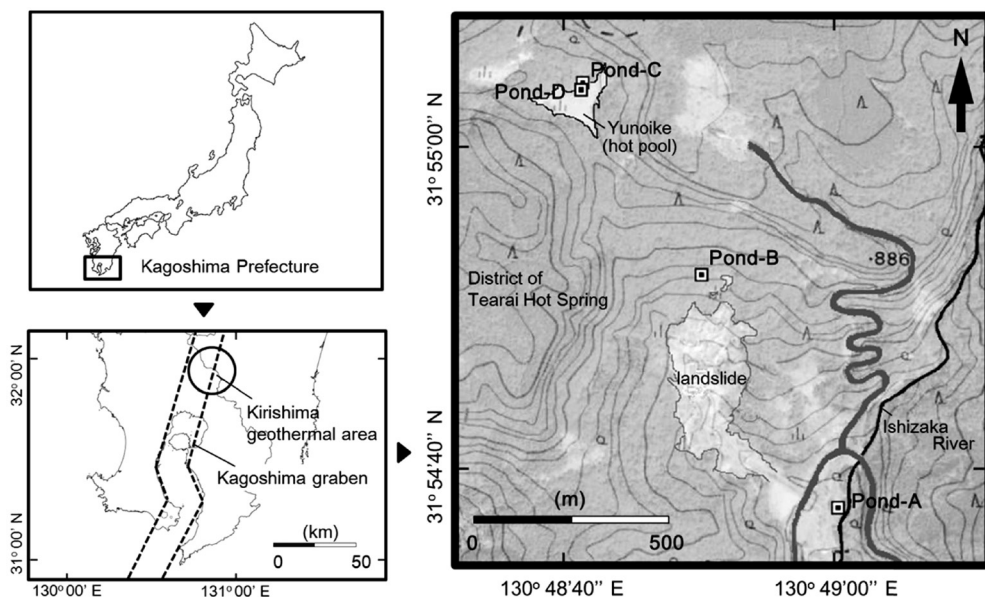 Kagoshima Prefecture
32°00' N
31°00' N
130°00' E
131°00' E
Kirishima
geothermal area
Kagoshima graben
(km)
0
50
N
Pond-C
Pond-D
Yunoike
(hot pool)
31° 55' 00'' N
·886
Pond-B
District of
Tearai Hot Spring
landslide
Ishizaka
River
31° 54' 40'' N
Pond-A
(m)
0
500
130° 48' 40'' E
130° 49' 00'' E